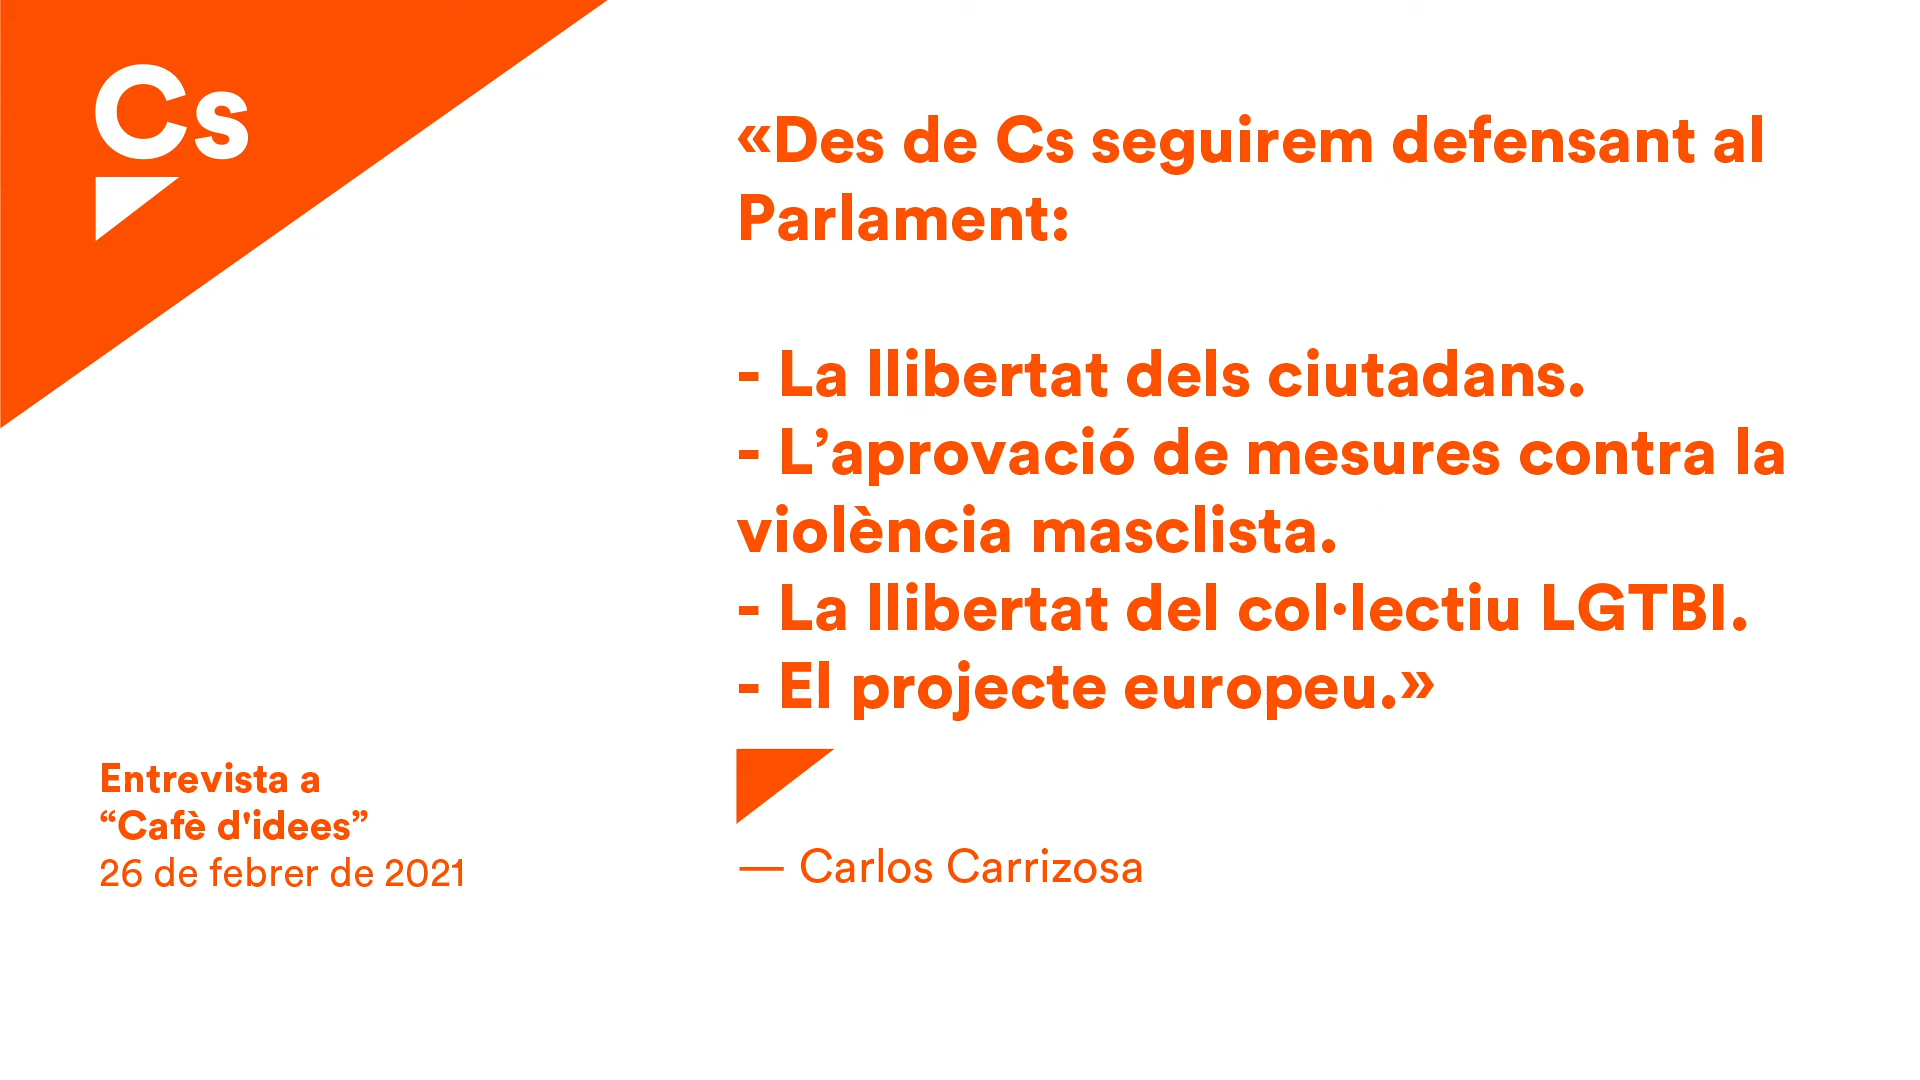 Cs
«Des de Cs seguirem defensant al
Parlament:
- La llibertat dels ciutadans.
- L’aprovació de mesures contra la
violència masclista.
- La llibertat del col·lectiu LGTBI.
- El projecte europeu.»
— Carlos Carrizosa
Entrevista a
“Cafè d'idees”
26 de febrer de 2021